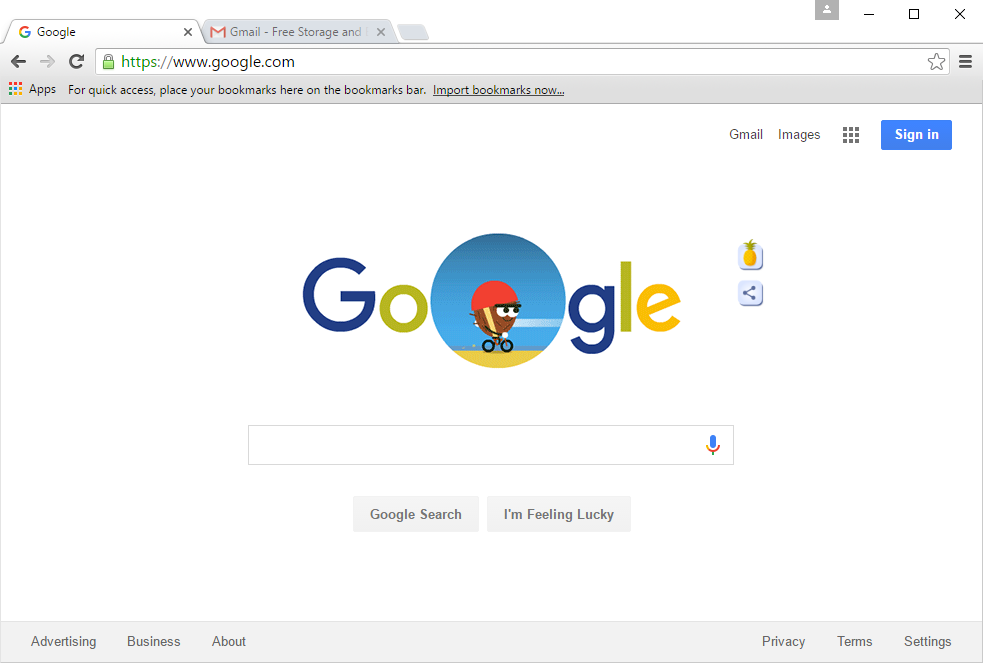 Google
Gmail - Free Storage and
https://www.google.com
Apps For quick access, place your bookmarks here on the bookmarks bar. Import bookmarks now...
Gmail Images Sign in
Google
Google Search I'm Feeling Lucky
Advertising Business About Privacy Terms Settings